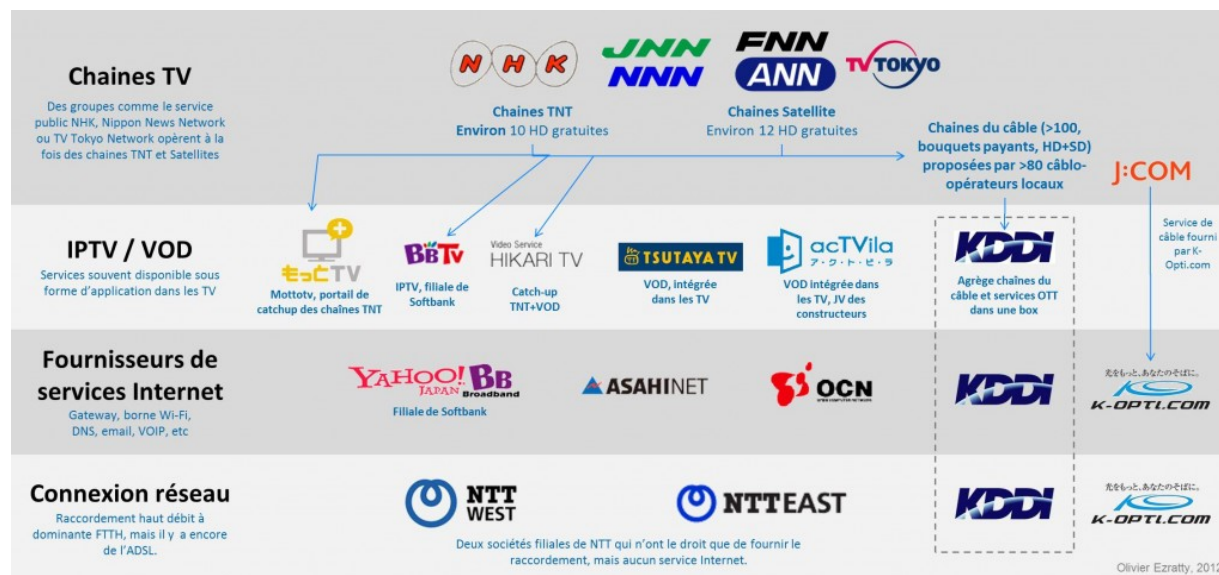 Chaines TV
Des groupes comme le service
public NHK, Nippon News Network
ou TV Tokyo Network opèrent à la
fois des chaines TNT et Satellites
NHK
JNN
NNN
FNN
ANN
TV TOKYO
Chaines TNT
Environ 10 HD gratuites
Chaines Satellite
Environ 12 HD gratuites
Chaines du câble (>100,
bouquets payants, HD+SD)
proposées par >80 câblo-
opérateurs locaux
J:COM
IPTV / VOD
Services souvent disponible sous
forme d'application dans les TV
もっとTV
Mottotv, portail de
catchup des chaînes TNT
BBTV
IPTV, filiale de
Softbank
Video Service
HIKARI TV
Catch-up
TNT+VOD
TSUTAYA TV
VOD, intégrée
dans les TV
acTVila
ア・ク・ト・ビ・ラ
VOD intégrée dans
les TV, JV des
constructeurs
KDDI
Agrège chaînes du
câble et services OTT
dans une box
Service de
câble fourni
par K-
Opti.com
Fournisseurs de
services Internet
Gateway, borne Wi-Fi,
DNS, email, VOIP, etc
YAHOO! BB
JAPAN Broadband
Filiale de Softbank
ASAHINET
OCN
OPEN COMPUTER NETWORK
KDDI
光をもっと、あなたのそばに。
K-OPTI.COM
Connexion réseau
Raccordement haut débit à
dominante FTTH, mais il y a encore
de l'ADSL.
NTT
WEST
NTT EAST
Deux sociétés filiales de NTT qui n'ont le droit que de fournir le
raccordement, mais aucun service Internet.
KDDI
光をもっと、あなたのそばに。
K-OPTI.COM
Olivier Ezratty, 2012